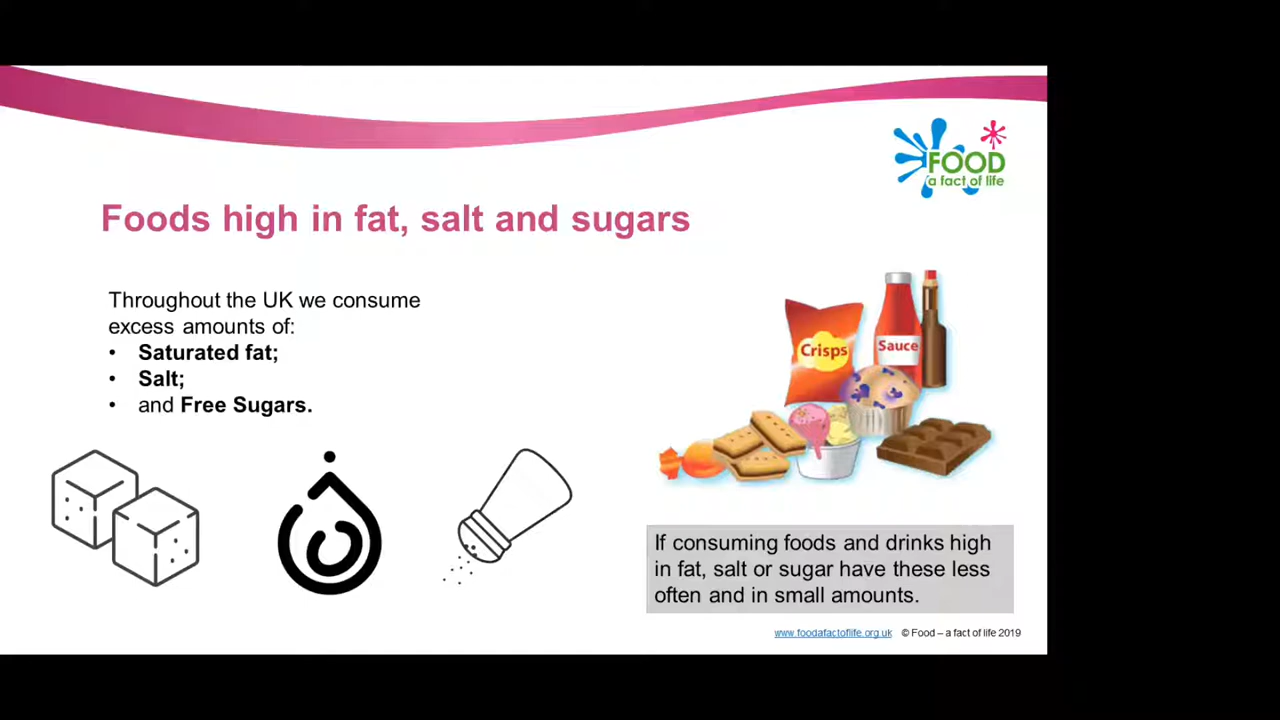 FOOD
a fact of life
Foods high in fat, salt and sugars
Throughout the UK we consume
excess amounts of:
• Saturated fat;
• Salt;
• and Free Sugars.
Crisps
Sauce
If consuming foods and drinks high
in fat, salt or sugar have these less
often and in small amounts.
www.foodafactoflife.org.uk © Food – a fact of life 2019